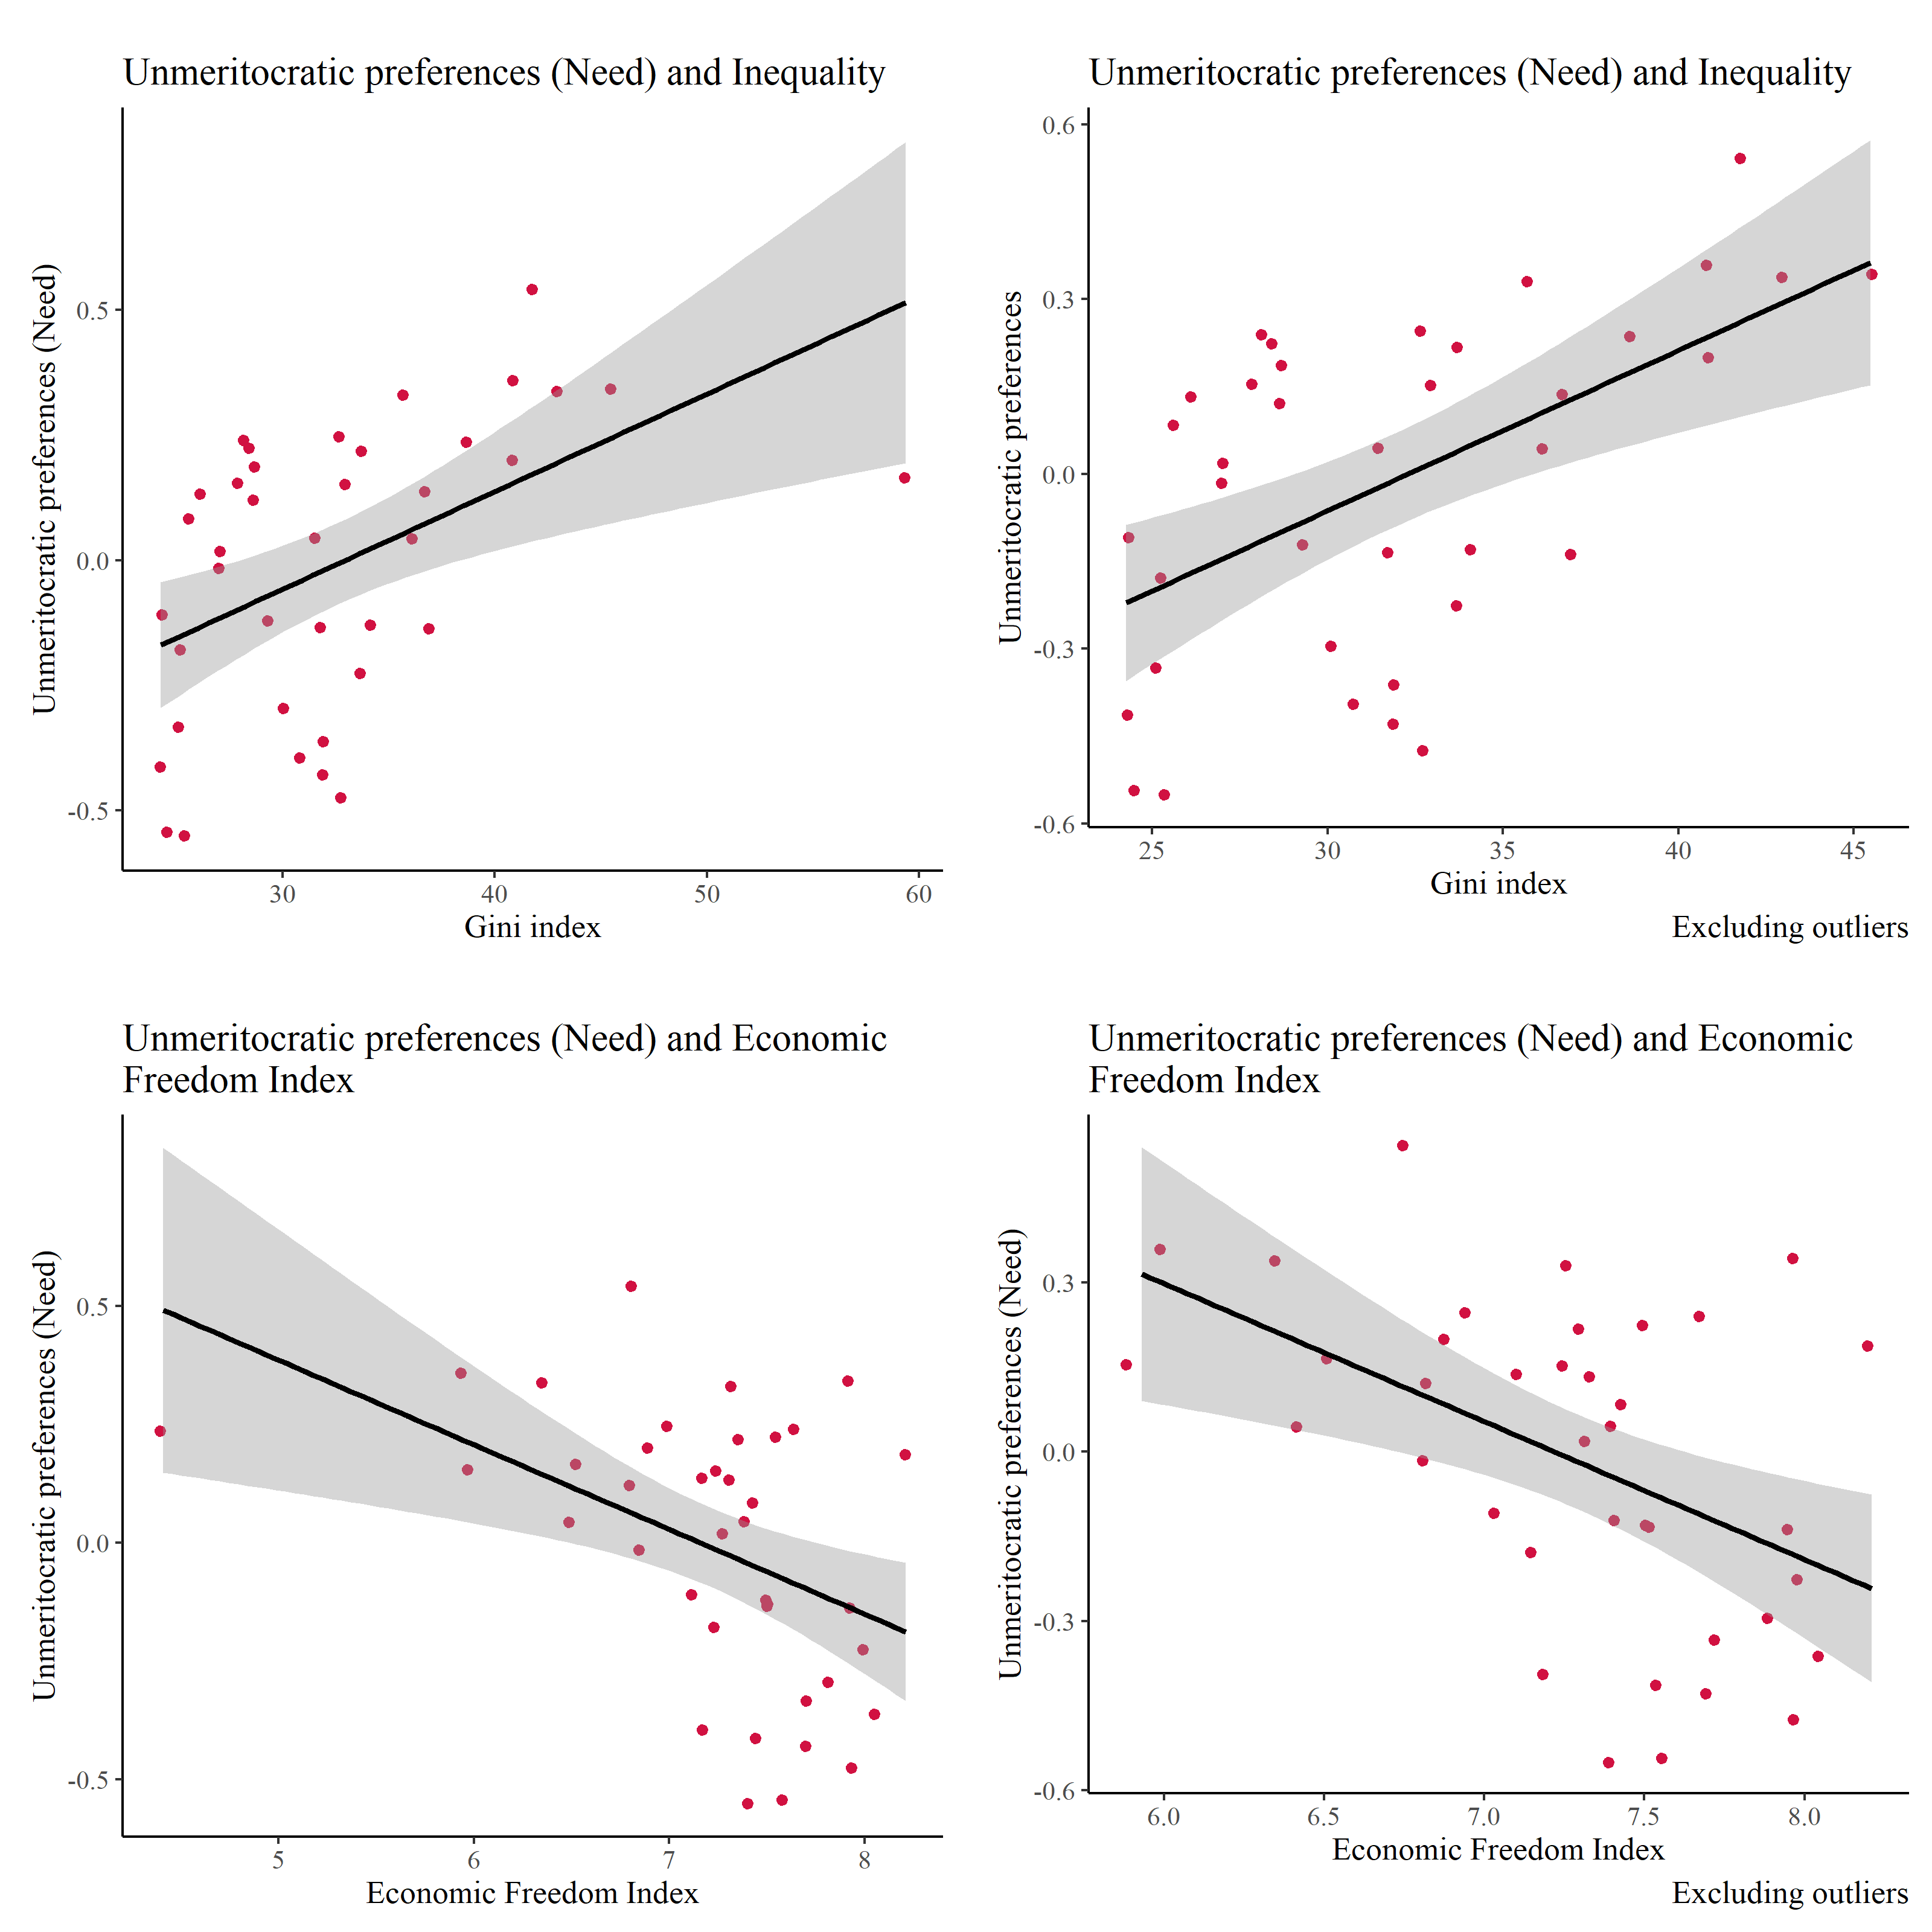 Unmeritocratic preferences (Need) and Inequality
Unmeritocratic preferences (Need)
0.5
0.0
-0.5
30 40 50 60
Gini index
Unmeritocratic preferences (Need) and Inequality
Unmeritocratic preferences
0.6
0.3
0.0
-0.3
-0.6
25 30 35 40 45
Gini index
Excluding outliers
Unmeritocratic preferences (Need) and Economic
Freedom Index
Unmeritocratic preferences (Need)
0.5
0.0
-0.5
5 6 7 8
Economic Freedom Index
Unmeritocratic preferences (Need) and Economic
Freedom Index
Unmeritocratic preferences (Need)
0.3
0.0
-0.3
-0.6
6.0 6.5 7.0 7.5 8.0
Economic Freedom Index
Excluding outliers